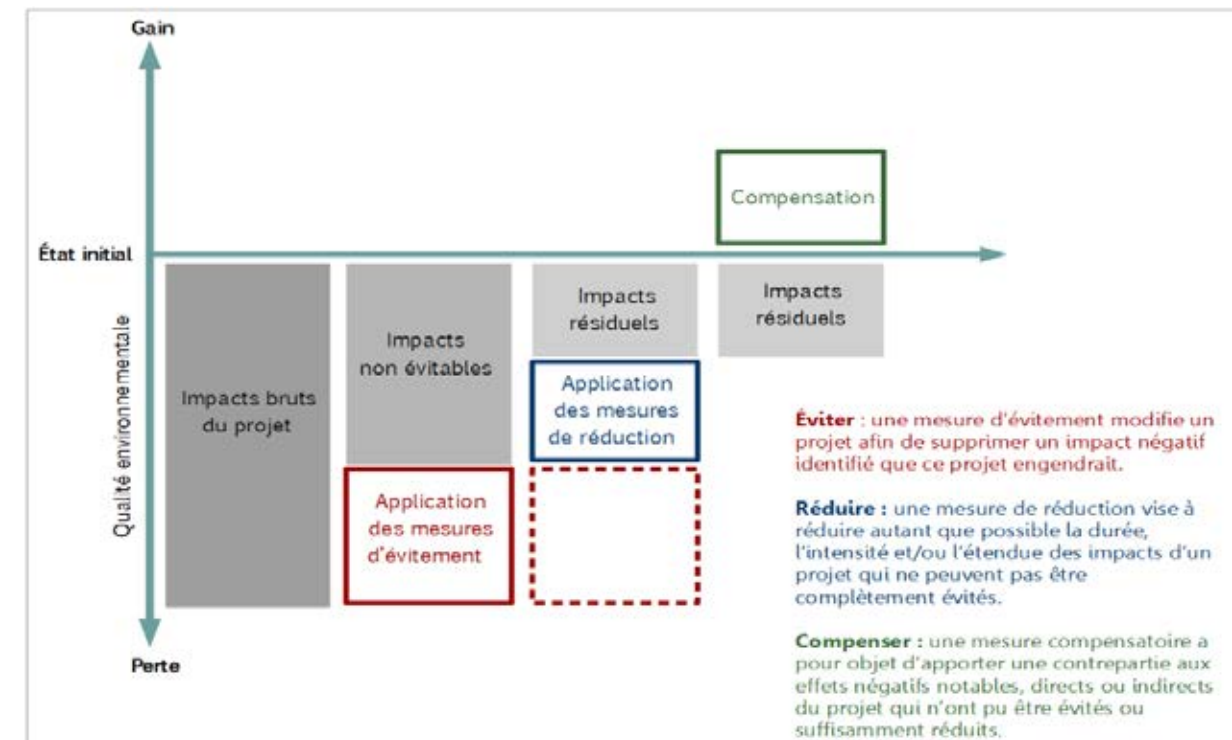 Gain
Compensation
État initial
Qualité environnementale
Impacts bruts
du projet
Impacts
non évitables
Application
des mesures
d'évitement
Impacts
résiduels
Application
des mesures
de réduction
Impacts
résiduels
Perte
Éviter : une mesure d'évitement modifie un
projet afin de supprimer un impact négatif
identifié que ce projet engendrait.
Réduire : une mesure de réduction vise à
réduire autant que possible la durée,
l'intensité et/ou l'étendue des impacts d'un
projet qui ne peuvent pas être
complètement évités.
Compenser : une mesure compensatoire a
pour objet d'apporter une contrepartie aux
effets négatifs notables, directs ou indirects
du projet qui n'ont pu être évités ou
suffisamment réduits.